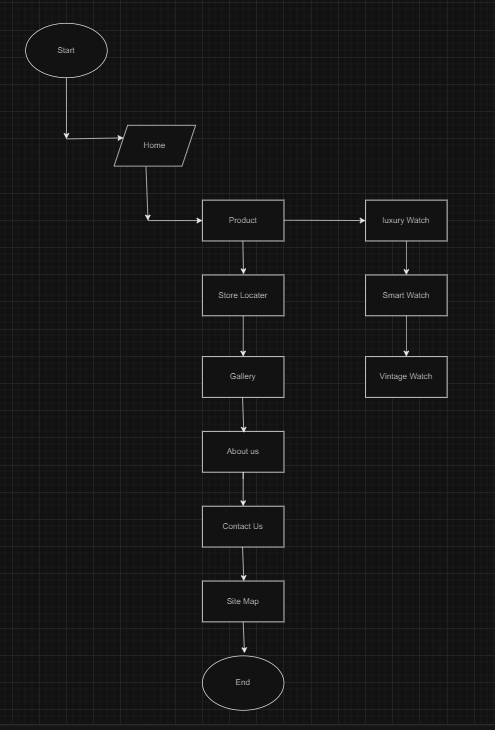 Start
Home
Product
luxury Watch
Store Locater
Smart Watch
Gallery
Vintage Watch
About us
Contact Us
Site Map
End